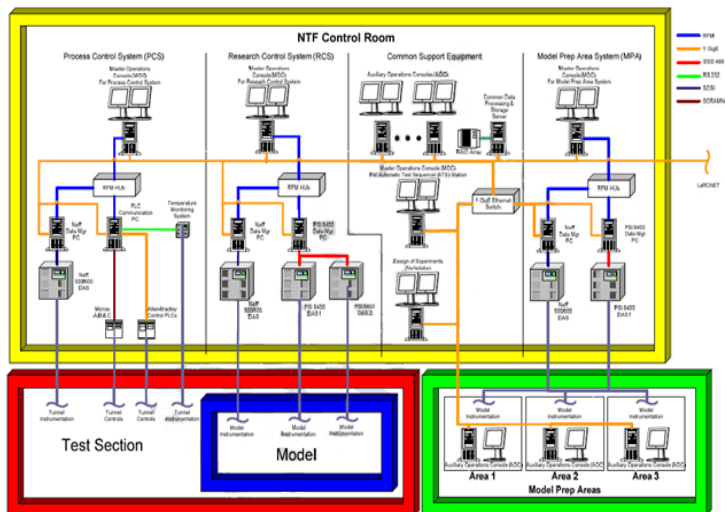 NTF Control Room
RFM
1 GigE
IEEE-488
RS 232
SCSI
Process Control System (PCS)
Research Control System (RCS)
Common Support Equipment
Model Prep Area System (MPA)
Master Operations
Console (MOC)
For Process Control System
Master Operations
Console (MOC)
For Research Control System
Auxiliary Operations Consoles
Common Data
Processing &
Storage
Server
Master Operations
Console (MOC)
For Model Prep Area System
RAID Array
Master Operations Console (MOC)
Station
LaRCNET
RFM Hub
PLC
Communication
PC
Temperature
Monitoring
System
RFM Hub
1 GigE Ethernet
Switch
RFM Hub
Neff
Data Mgr
PC
Neff
Data Mgr
PC
PSI 8400
Data Mgr
PC
Neff
Data Mgr
PC
PSI 8400
Data Mgr
PC
Design of Experiments
Workstation
Neff
500/600
DAS
Micros
Allen-Bradley
Control PLCs
Neff
500/600
DAS
PSI 8400
DAS 1
DAS 2
Neff
500/600
DAS
PSI 8400
DAS 1
Tunnel
Instrumentation
Tunnel
Controls
Tunnel
Controls
Tunnel
Instrumentation
Model
Instrumentation
Model
Instrumentation
Model
Instrumentation
Model
Instrumentation
Model
Instrumentation
Model
Instrumentation
Test Section
Model
Auxiliary Operations Console (AOC)
Auxiliary Operations Console (AOC)
Auxiliary Operations Console (AOC)
Area 1
Area 2
Area 3
Model Prep Areas